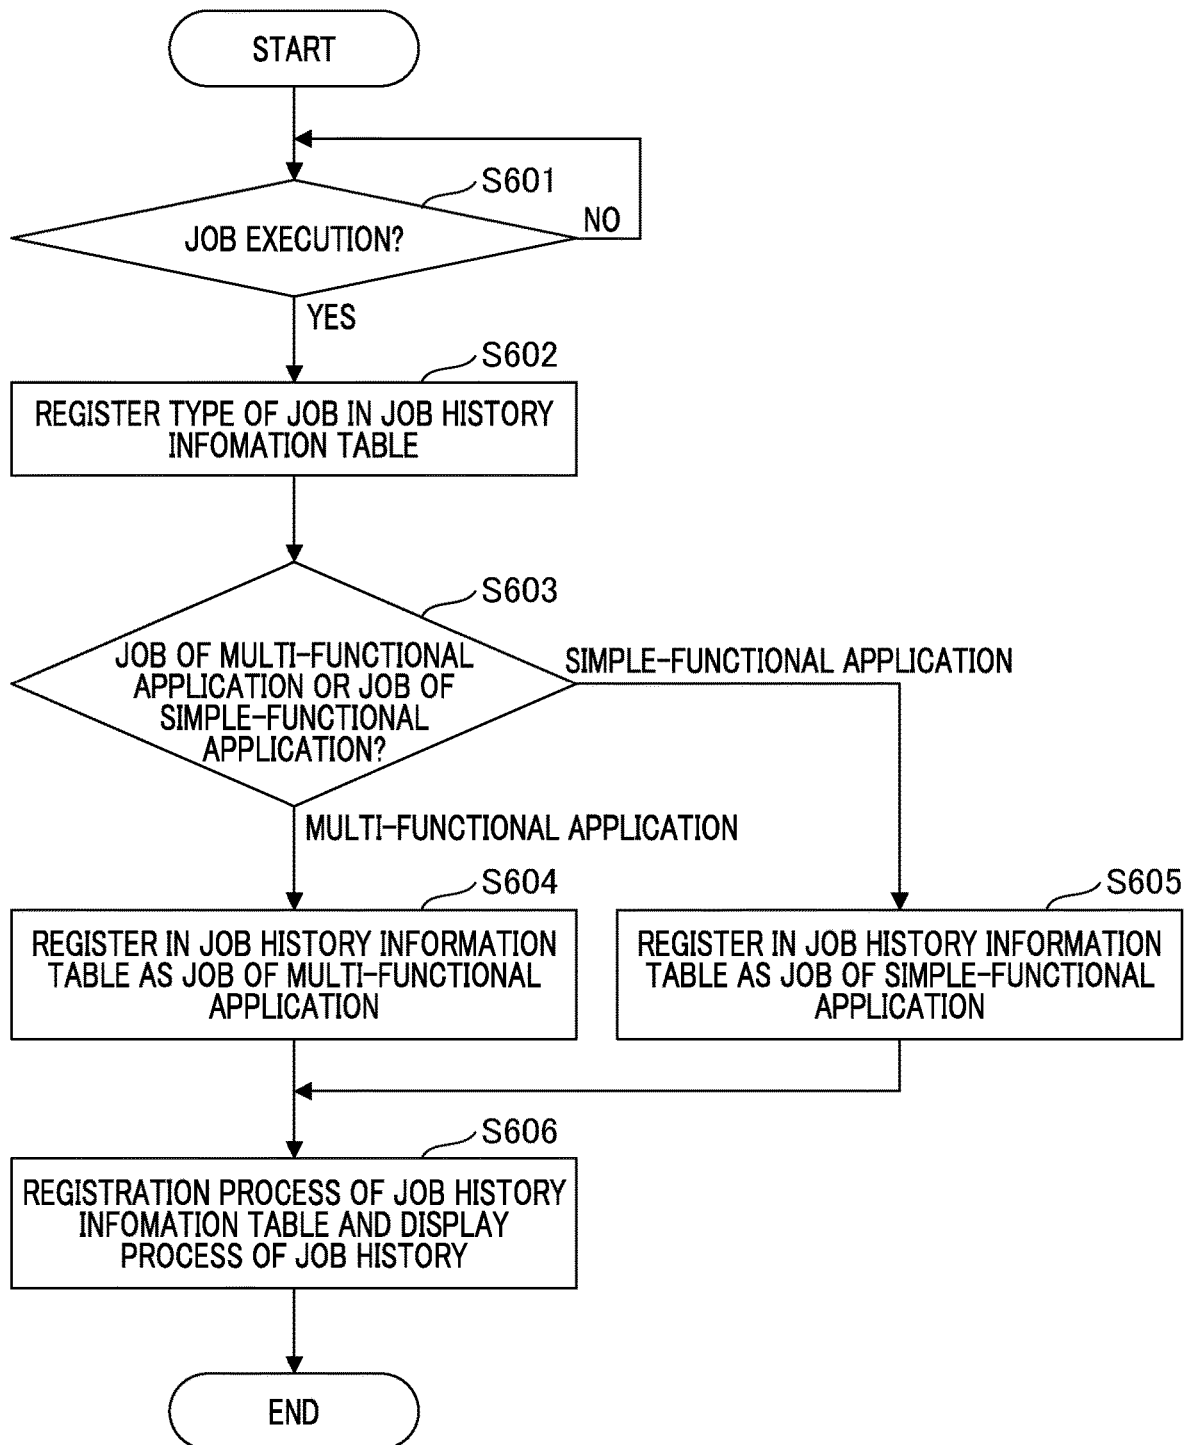 START
S601
JOB EXECUTION?
NO
YES
S602
REGISTER TYPE OF JOB IN JOB HISTORY
INFOMATION TABLE
S603
JOB OF MULTI-FUNCTIONAL
APPLICATION OR JOB OF
SIMPLE-FUNCTIONAL
APPLICATION?
SIMPLE-FUNCTIONAL APPLICATION
MULTI-FUNCTIONAL APPLICATION
S604
REGISTER IN JOB HISTORY INFORMATION
TABLE AS JOB OF MULTI-FUNCTIONAL
APPLICATION
S605
REGISTER IN JOB HISTORY INFORMATION
TABLE AS JOB OF SIMPLE-FUNCTIONAL
APPLICATION
S606
REGISTRATION PROCESS OF JOB HISTORY
INFOMATION TABLE AND DISPLAY
PROCESS OF JOB HISTORY
END